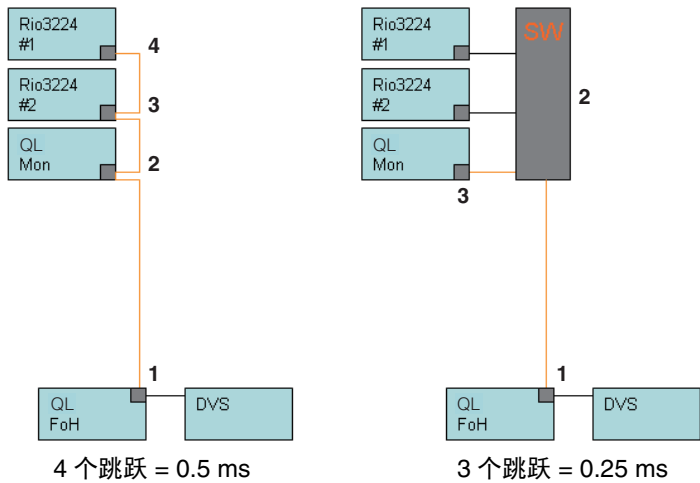 Rio3224
#1
4
Rio3224
#2
3
QL
Mon
2
1
QL
FoH
DVS
4 个跳跃 = 0.5 ms
Rio3224
#1
SW
Rio3224
#2
2
QL
Mon
3
1
QL
FoH
DVS
3 个跳跃 = 0.25 ms